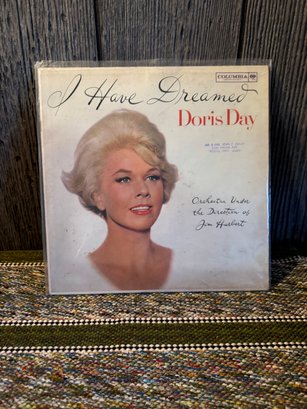 COLUMBIA
I Have Dreamed
Doris Day
Orchestra Under
the Direction of
Jim Harbert